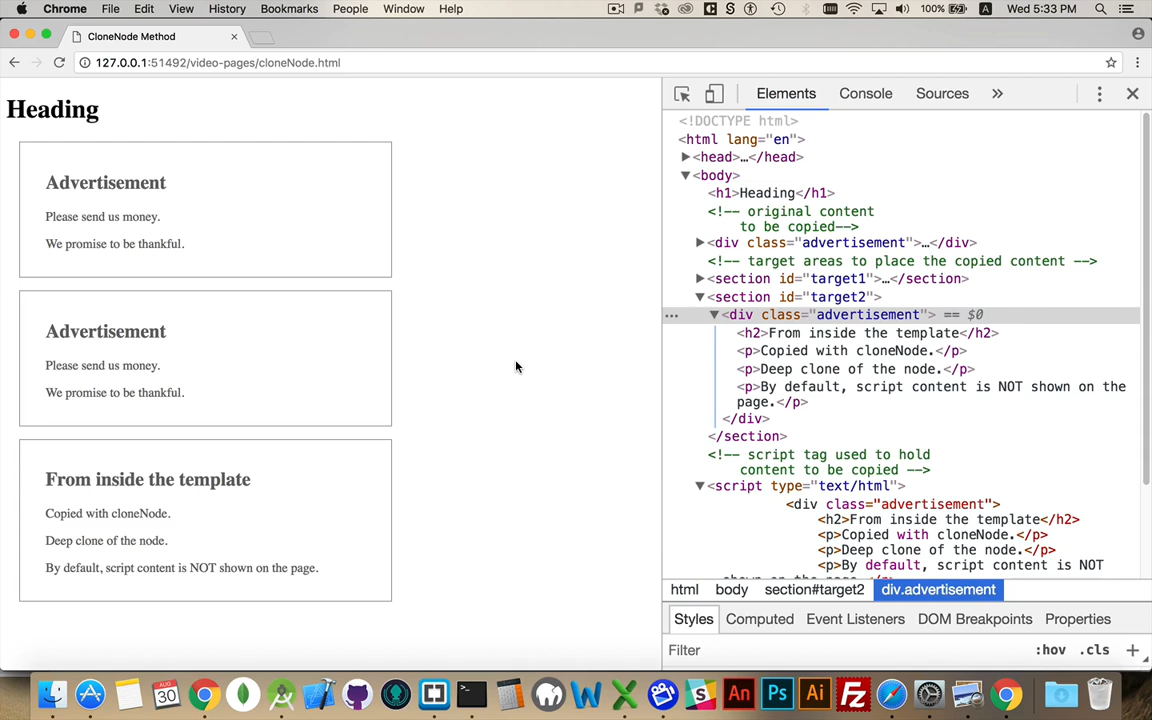 Chrome File Edit View History Bookmarks People Window Help 100% Wed 5:33 PM
CloneNode Method
127.0.0.1:51492/video-pages/cloneNode.html
Heading
Advertisement
Please send us money.
We promise to be thankful.
Advertisement
Please send us money.
We promise to be thankful.
From inside the template
Copied with cloneNode.
Deep clone of the node.
By default, script content is NOT shown on the page.
Elements Console Sources »
<!DOCTYPE html>
<html lang="en">
▶<head>…</head>
▼<body>
<h1>Heading</h1>
<!-- original content
to be copied-->
▶<div class="advertisement">…</div>
<!-- target areas to place the copied content -->
▶<section id="target1">…</section>
▼<section id="target2">
… ▼<div class="advertisement"> == $0
<h2>From inside the template</h2>
<p>Copied with cloneNode.</p>
<p>Deep clone of the node.</p>
<p>By default, script content is NOT shown on the
page.</p>
</div>
</section>
<!-- script tag used to hold
content to be copied -->
▼<script type="text/html">
<div class="advertisement">
<h2>From inside the template</h2>
<p>Copied with cloneNode.</p>
<p>Deep clone of the node.</p>
<p>By default, script content is NOT
html body section#target2 div.advertisement
Styles Computed Event Listeners DOM Breakpoints Properties
Filter :hov .cls +
AUG
30
An Ps Ai Fz